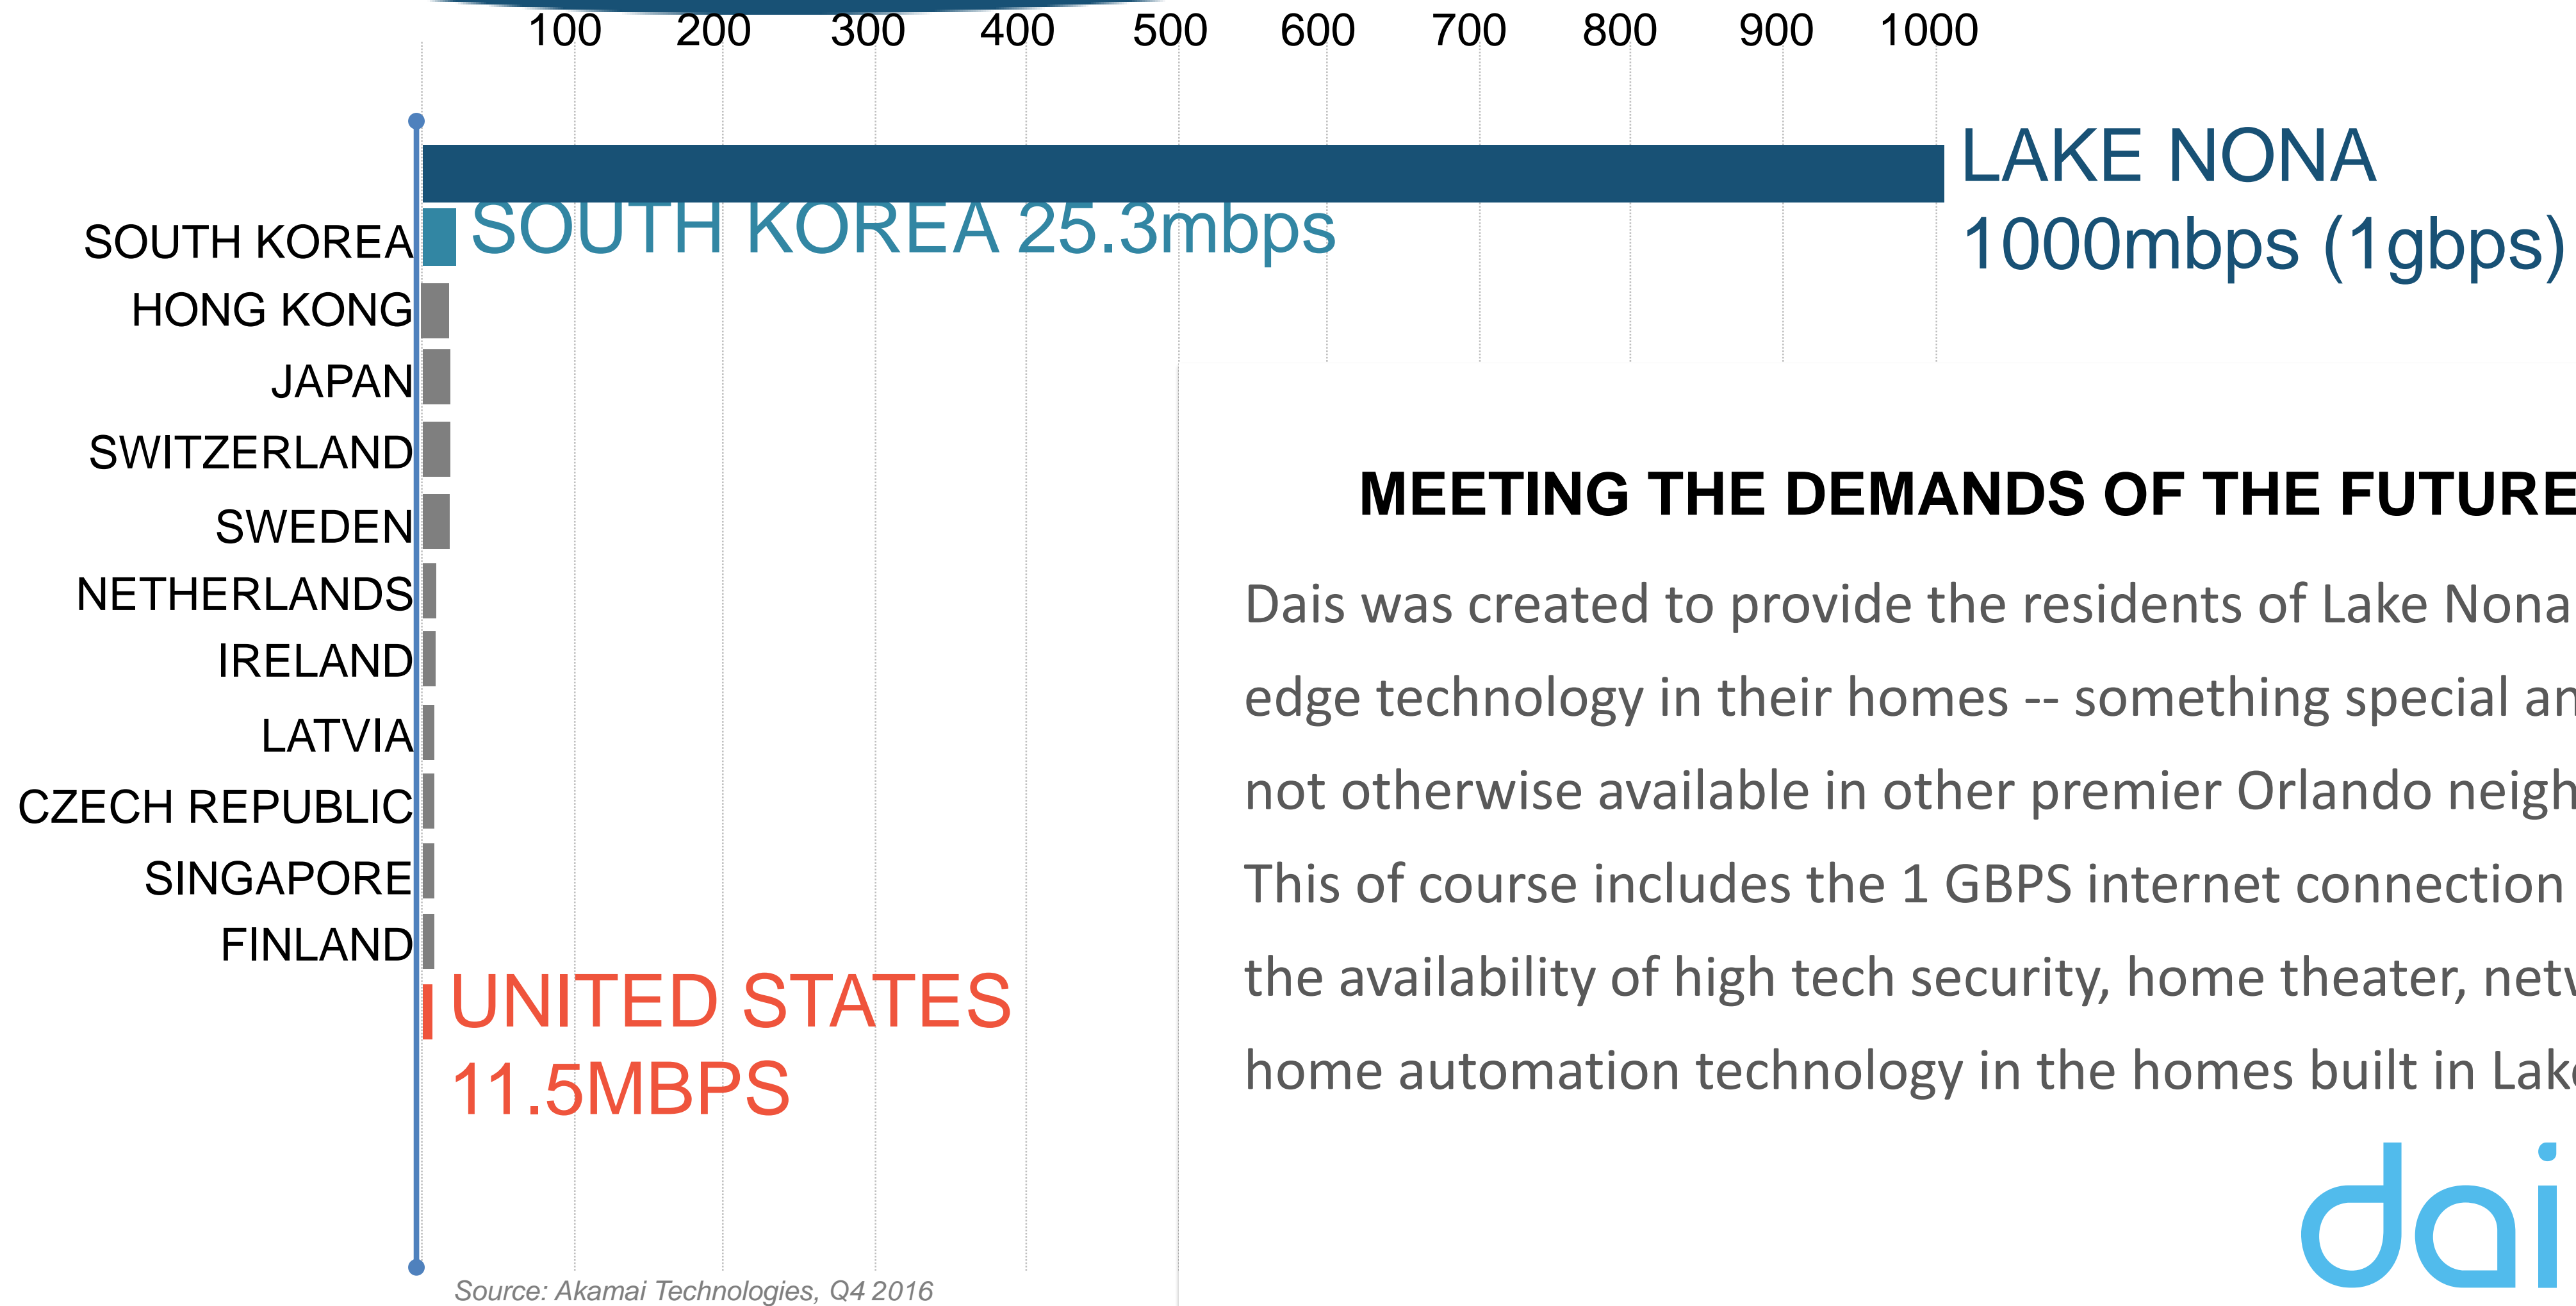 100 200 300 400 500 600 700 800 900 1000
LAKE NONA
1000mbps (1gbps)
SOUTH KOREA 25.3mbps
SOUTH KOREA
HONG KONG
JAPAN
SWITZERLAND
SWEDEN
NETHERLANDS
IRELAND
LATVIA
CZECH REPUBLIC
SINGAPORE
FINLAND
UNITED STATES
11.5MBPS
Source: Akamai Technologies, Q4 2016
MEETING THE DEMANDS OF THE FUTURE
Dais was created to provide the residents of Lake Nona
edge technology in their homes -- something special
not otherwise available in other premier Orlando
This of course includes the 1 GBPS internet connection
the availability of high tech security, home theater,
home automation technology in the homes built in